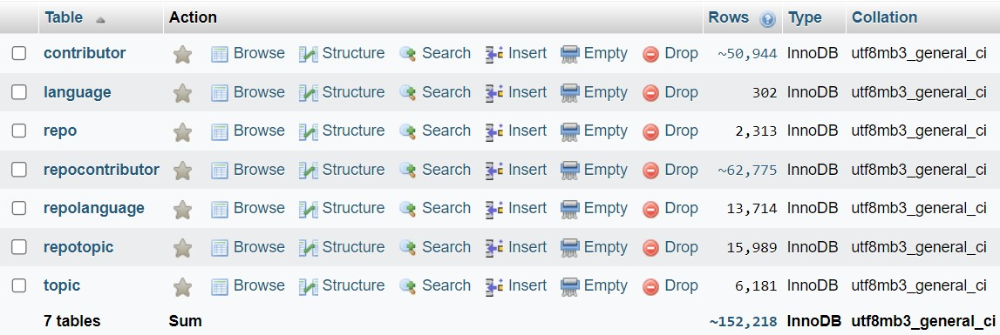 Table Action Rows Type Collation
contributor Browse Structure Search Insert Empty Drop ~50,944 InnoDB utf8mb3_general_ci
language Browse Structure Search Insert Empty Drop 302 InnoDB utf8mb3_general_ci
repo Browse Structure Search Insert Empty Drop 2,313 InnoDB utf8mb3_general_ci
repocontributor Browse Structure Search Insert Empty Drop ~62,775 InnoDB utf8mb3_general_ci
repolanguage Browse Structure Search Insert Empty Drop 13,714 InnoDB utf8mb3_general_ci
repotopic Browse Structure Search Insert Empty Drop 15,989 InnoDB utf8mb3_general_ci
topic Browse Structure Search Insert Empty Drop 6,181 InnoDB utf8mb3_general_ci
7 tables Sum ~152,218 InnoDB utf8mb3_general_ci